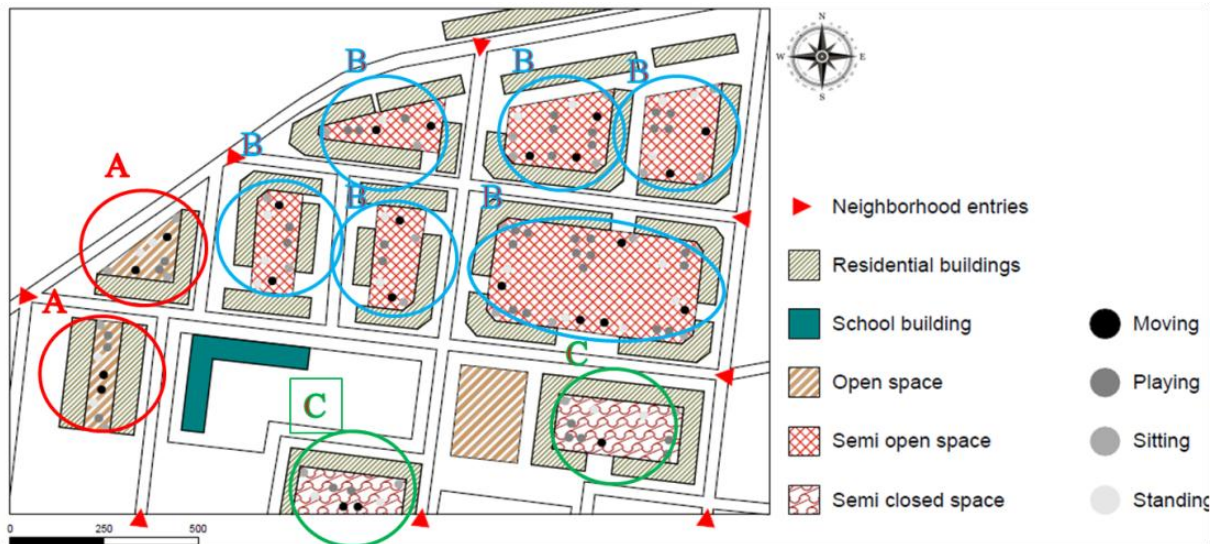 B
B
B
A
B
B
B
A
C
C
0 250 500
N
W E
S
Neighborhood entries
Residential buildings
School building
Open space
Semi open space
Semi closed space
Moving
Playing
Sitting
Standing